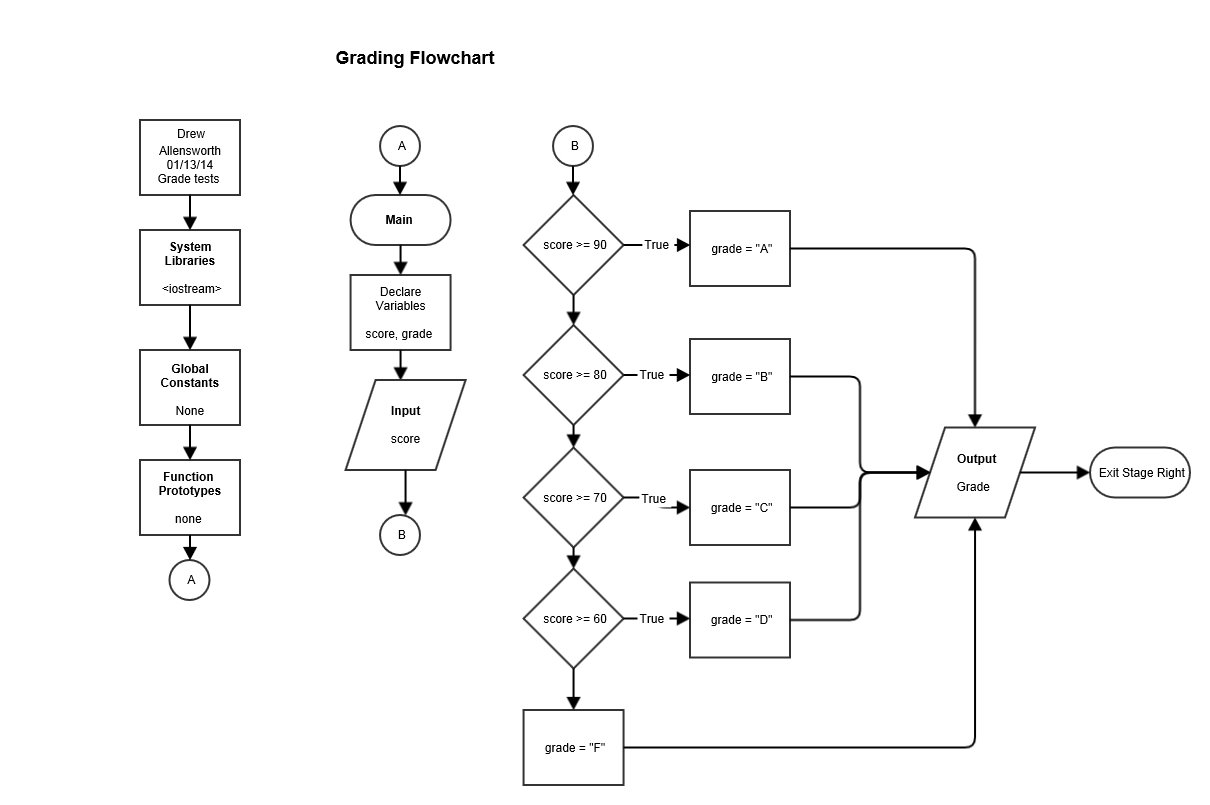 Grading Flowchart
Drew
Allensworth
01/13/14
Grade tests
System
Libraries
<iostream>
Global
Constants
None
Function
Prototypes
none
A
A
Main
Declare
Variables
score, grade
Input
score
B
B
score >= 90
True
grade = "A"
score >= 80
True
grade = "B"
score >= 70
True
grade = "C"
score >= 60
True
grade = "D"
grade = "F"
Output
Grade
Exit Stage Right